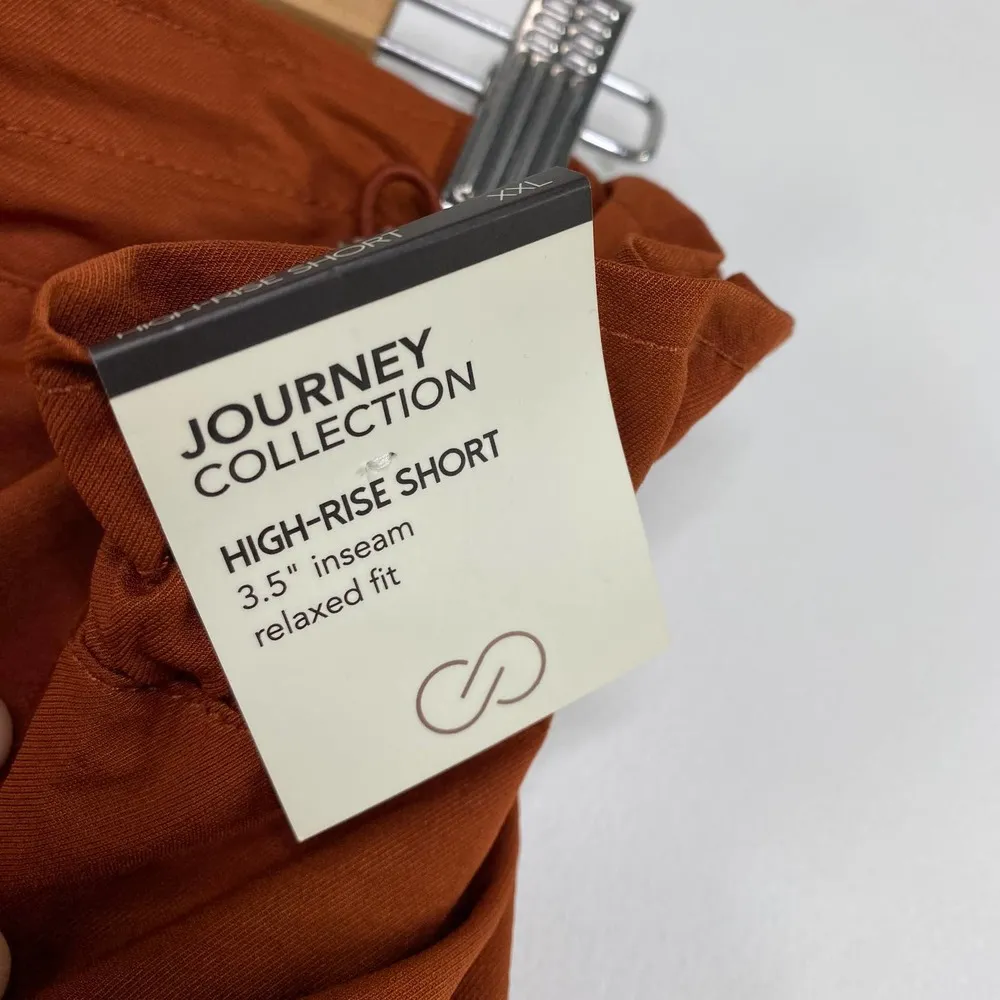 HIGH-RISE SHORT XXL
JOURNEY
COLLECTION
HIGH-RISE SHORT
3.5" inseam
relaxed fit